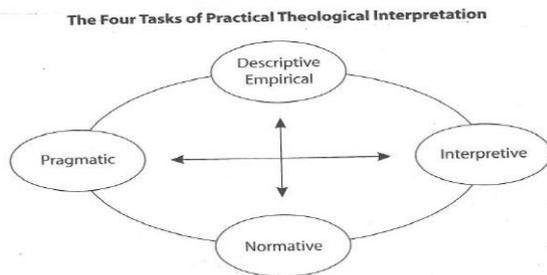 The Four Tasks of Practical Theological Interpretation
Descriptive
Empirical
Pragmatic
Interpretive
Normative